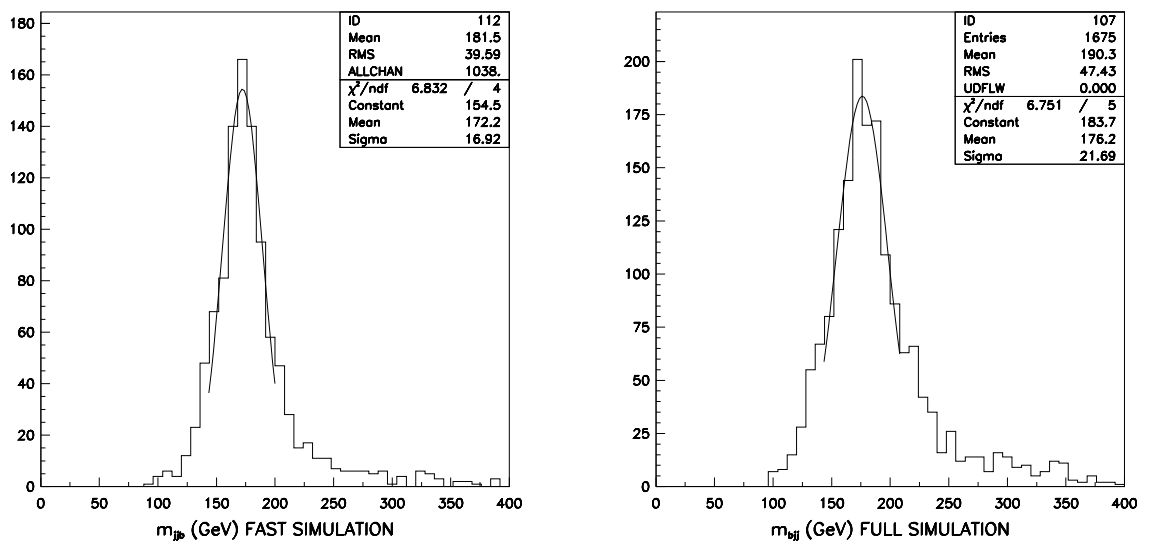 180
160
140
120
100
80
60
40
20
0
0 50 100 150 200 250 300 350 400
ID 112
Mean 181.5
RMS 39.59
ALLCHAN 1038.
χ²/ndf 6.832 / 4
Constant 154.5
Mean 172.2
Sigma 16.92
m_jjb (GeV) FAST SIMULATION
200
175
150
125
100
75
50
25
0
0 50 100 150 200 250 300 350 400
ID 107
Entries 1675
Mean 190.3
RMS 47.43
UDFLW 0.000
χ²/ndf 6.751 / 5
Constant 183.7
Mean 176.2
Sigma 21.69
m_bjj (GeV) FULL SIMULATION